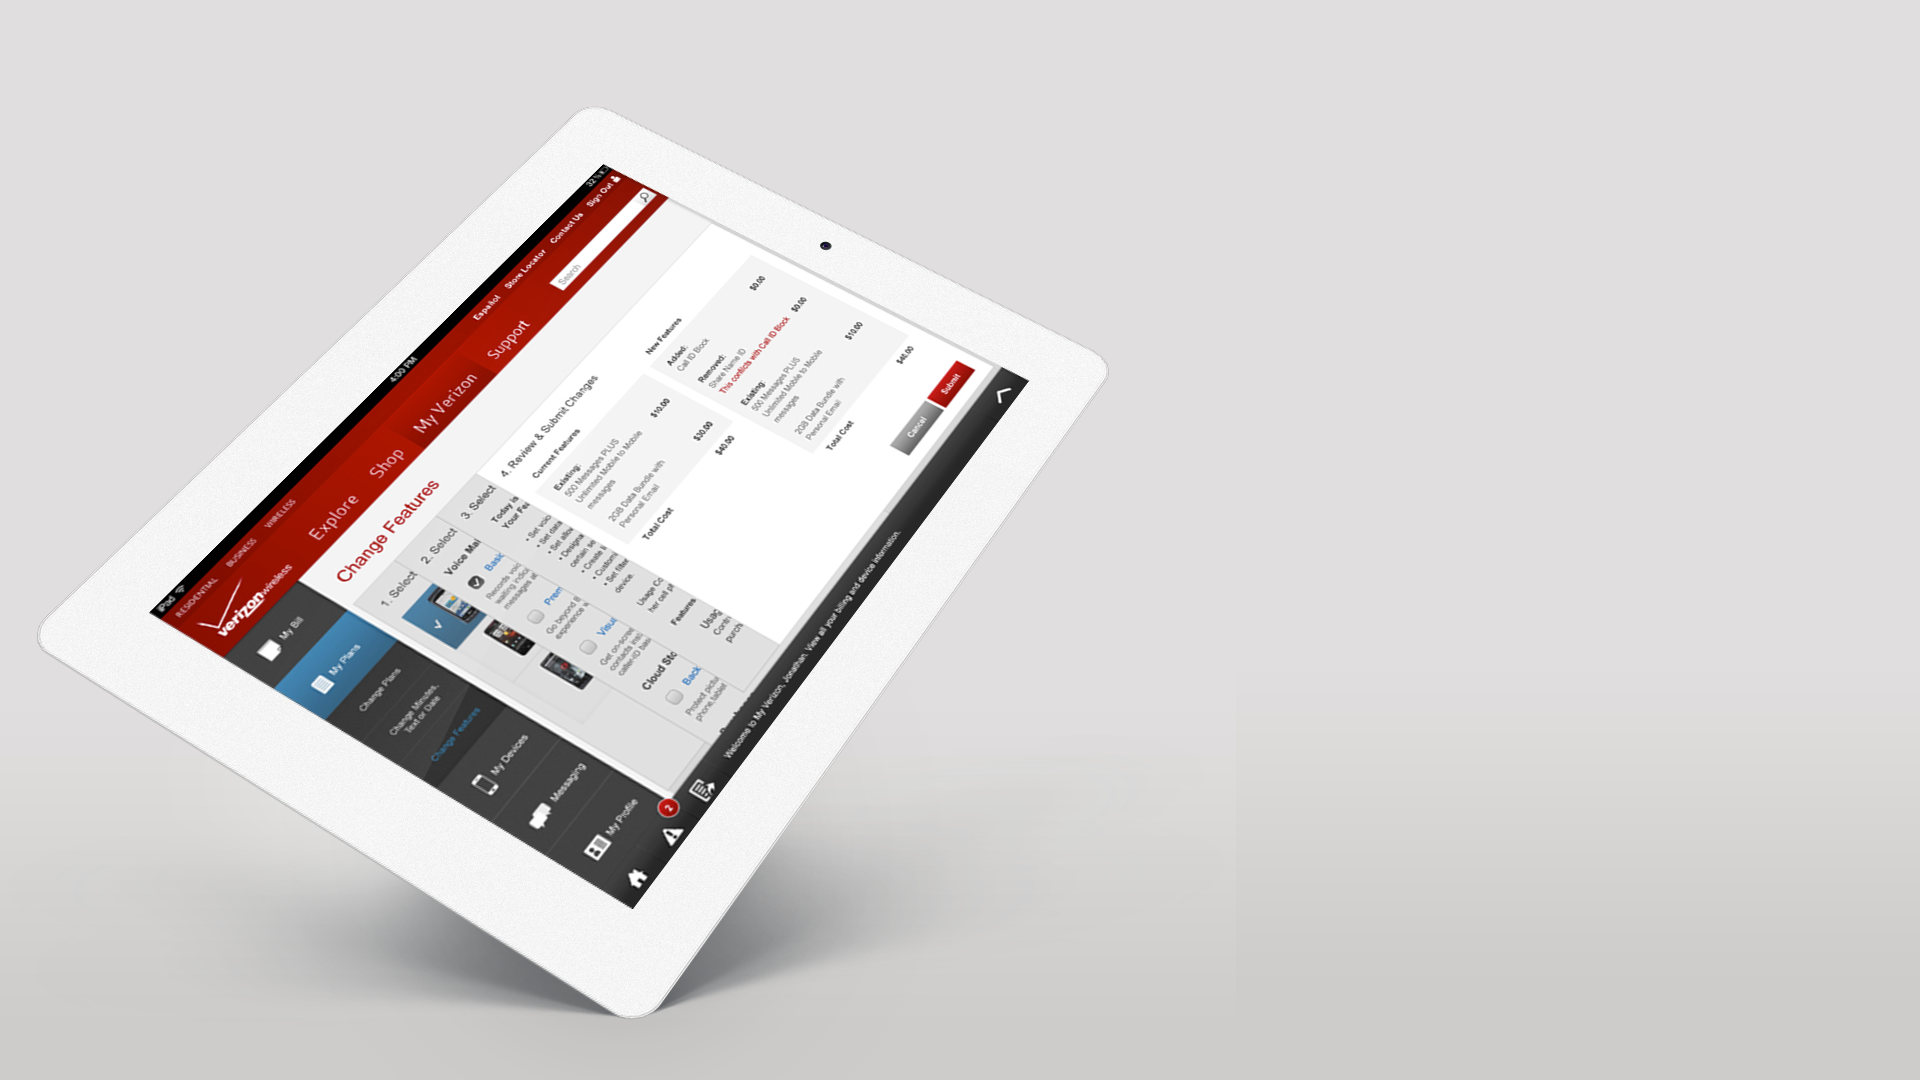 iPad
4:00 PM
32 %
RESIDENTIAL
BUSINESS
WIRELESS
Español
Store Locator
Contact Us
Sign Out
verizon wireless
Explore
Shop
My Verizon
Support
Search
My Bill
My Plans
Change Plans
Change Minutes,
Text or Data
Change Features
My Devices
Messaging
My Profile
Change Features
1. Select
2. Select
Voice Mai
Basic
Records voic
waiting indic
messages at
Prem
Go beyond B
experience w
Visua
Get on-scree
contacts inst
caller-ID bas
Cloud Sto
Back
Protect pictu
phone, tablet
3. Select
Today is
Your Fe
• Set voic
• Set data
• Set allow
• Designa
certain se
• Create s
• Customi
• Set filter
device.
Usage Co
her cell p
Features
Usag
Contr
purch
4. Review & Submit Changes
Current Features
Existing:
500 Messages PLUS
Unlimited Mobile to Mobile
messages
$10.00
2GB Data Bundle with
Personal Email
$30.00
Total Cost
$40.00
New Features
Added:
Call ID Block
$0.00
Removed:
Share Name ID
$0.00
This conflicts with Call ID Block
Existing:
500 Messages PLUS
Unlimited Mobile to Mobile
messages
$10.00
2GB Data Bundle with
Personal Email
Total Cost
$40.00
Cancel
Submit
2
Welcome to My Verizon, Jonathan. View all your billing and device information.